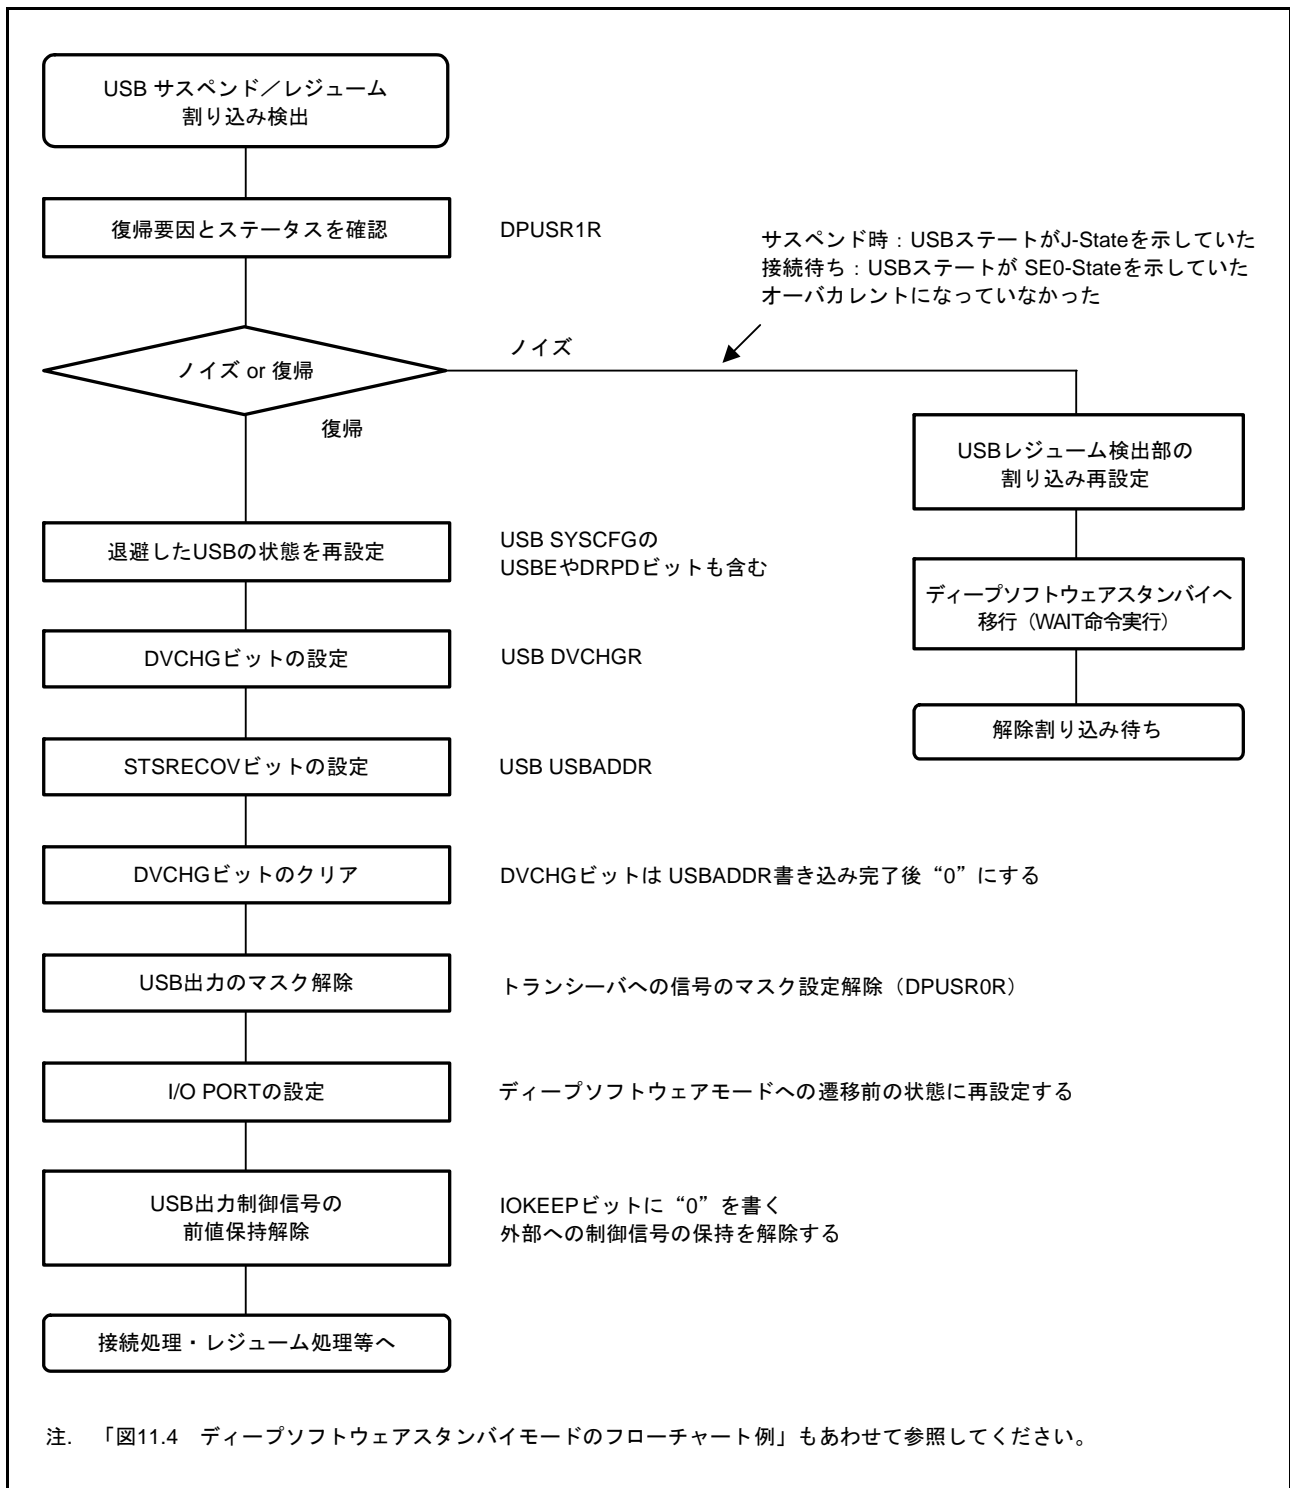 USB サスペンド／レジューム
割り込み検出
復帰要因とステータスを確認
DPUSR1R
サスペンド時：USBステートがJ-Stateを示していた
接続待ち：USBステートが SE0-Stateを示していた
オーバカレントになっていなかった
ノイズ or 復帰
ノイズ
復帰
USBレジューム検出部の
割り込み再設定
ディープソフトウェアスタンバイへ
移行（WAIT命令実行）
解除割り込み待ち
退避したUSBの状態を再設定
USB SYSCFGの
USBEやDRPDビットも含む
DVCHGビットの設定
USB DVCHGR
STSRECOVビットの設定
USB USBADDR
DVCHGビットのクリア
DVCHGビットは USBADDR書き込み完了後“0”にする
USB出力のマスク解除
トランシーバへの信号のマスク設定解除（DPUSR0R）
I/O PORTの設定
ディープソフトウェアモードへの遷移前の状態に再設定する
USB出力制御信号の
前値保持解除
IOKEEPビットに“0”を書く
外部への制御信号の保持を解除する
接続処理・レジューム処理等へ
注. 「図11.4 ディープソフトウェアスタンバイモードのフローチャート例」もあわせて参照してください。